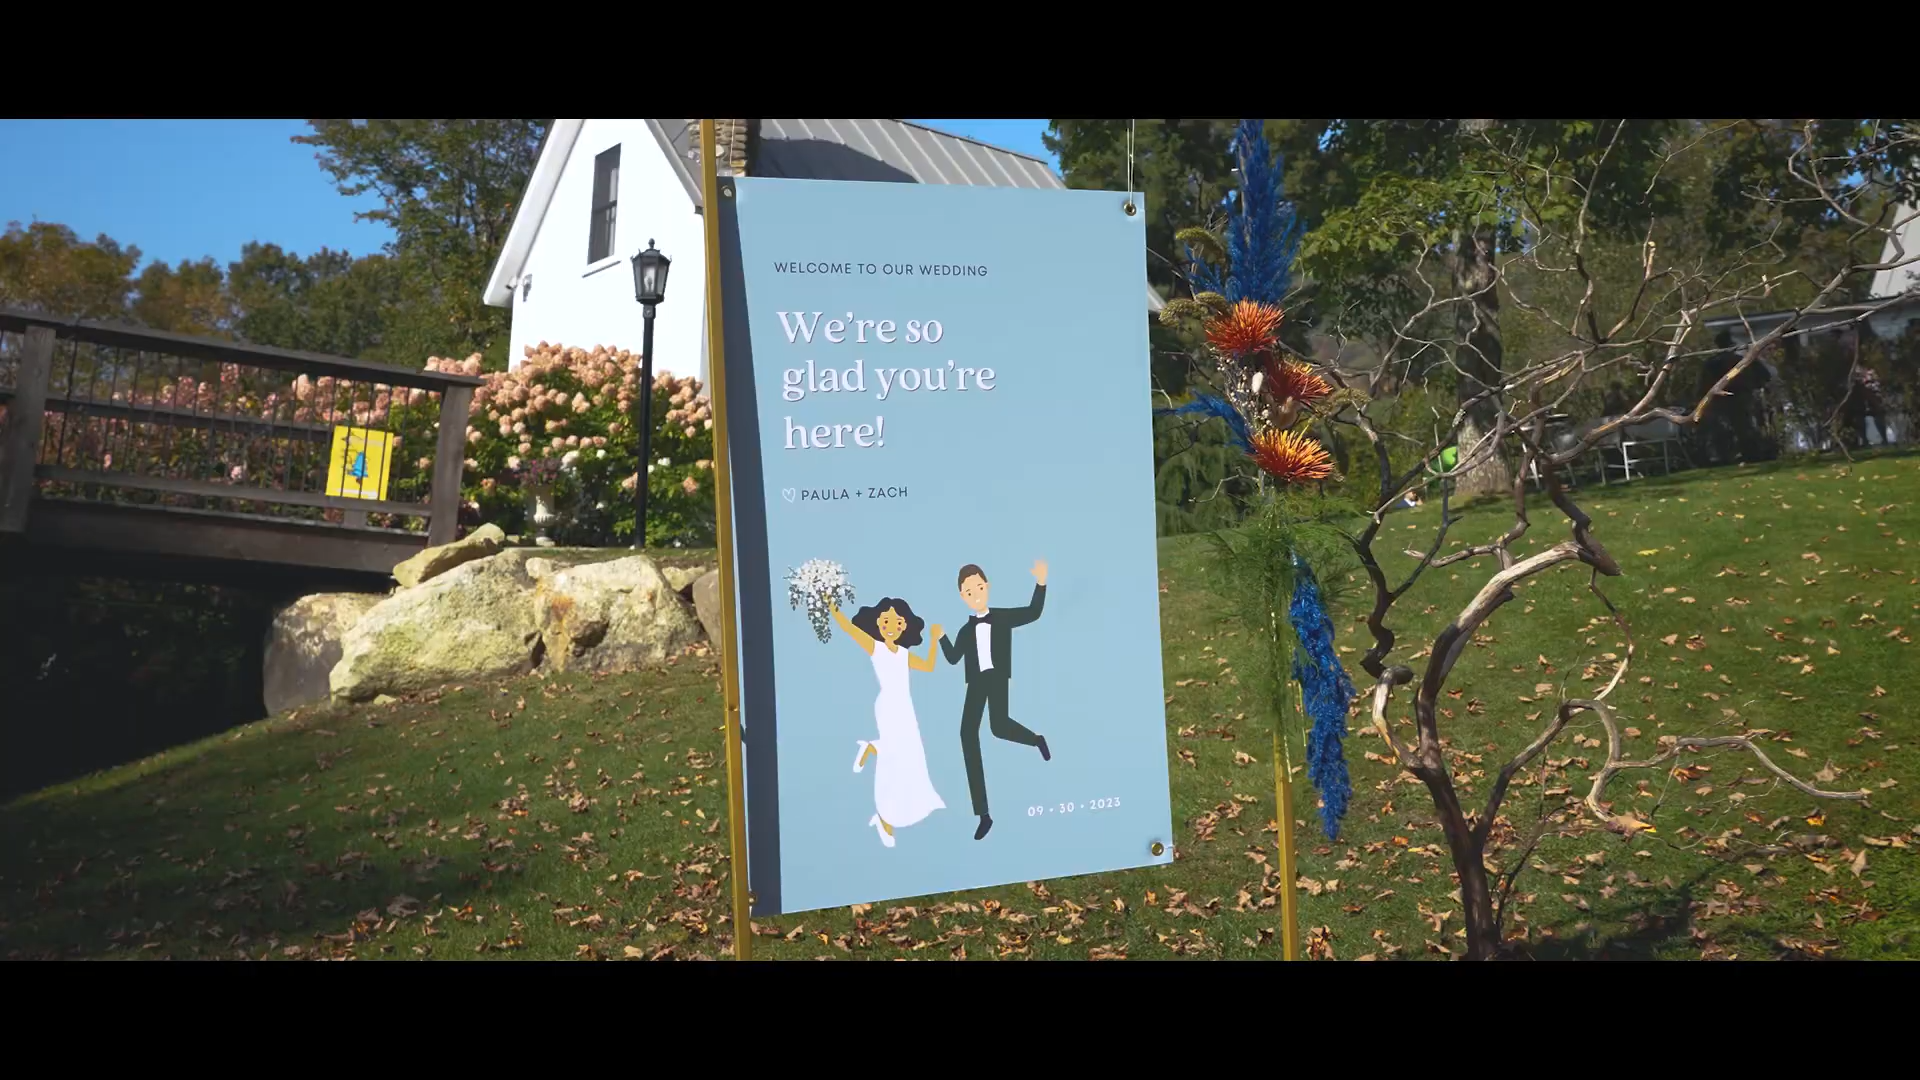 WELCOME TO OUR WEDDING
We're so
glad you're
here!
PAULA + ZACH
09 • 30 • 2023